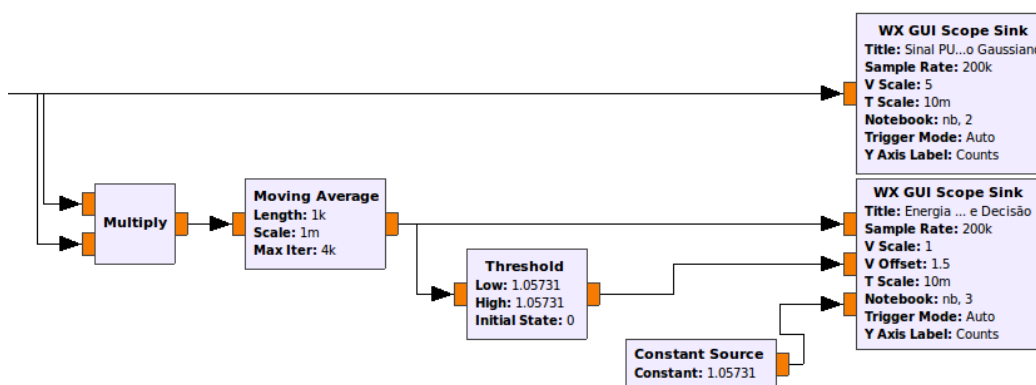 WX GUI Scope Sink
Title: Sinal PU...o Gaussiano
Sample Rate: 200k
V Scale: 5
T Scale: 10m
Notebook: nb, 2
Trigger Mode: Auto
Y Axis Label: Counts
Multiply
Moving Average
Length: 1k
Scale: 1m
Max Iter: 4k
WX GUI Scope Sink
Title: Energia ... e Decisão
Sample Rate: 200k
V Scale: 1
V Offset: 1.5
T Scale: 10m
Notebook: nb, 3
Trigger Mode: Auto
Y Axis Label: Counts
Threshold
Low: 1.05731
High: 1.05731
Initial State: 0
Constant Source
Constant: 1.05731